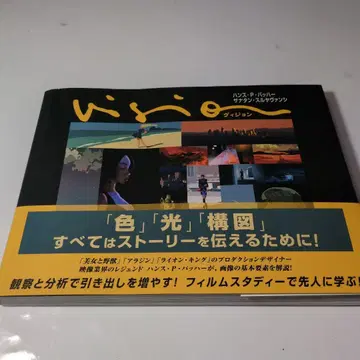 ハンス・P・バッハー
サナタン・スルヤヴァンシ
vision
ヴィジョン
「色」「光」「構図」
すべてはストーリーを伝えるために!
「美女と野獣」「アラジン」「ライオン・キング」のプロダクションデザイナー
映像業界のレジェンド ハンス・P・バッハーが、画像の基本要素を解説!
観察と分析で引き出しを増やす! フィルムスタディーで先人に学ぶ!